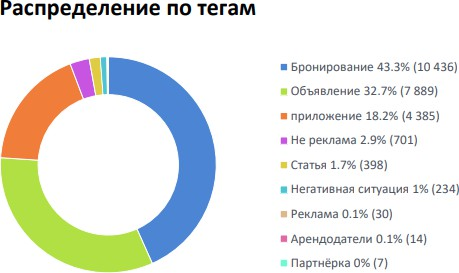 Распределение по тегам
Бронирование 43.3% (10 436)
Объявление 32.7% (7 889)
приложение 18.2% (4 385)
Не реклама 2.9% (701)
Статья 1.7% (398)
Негативная ситуация 1% (234)
Реклама 0.1% (30)
Арендодатели 0.1% (14)
Партнёрка 0% (7)